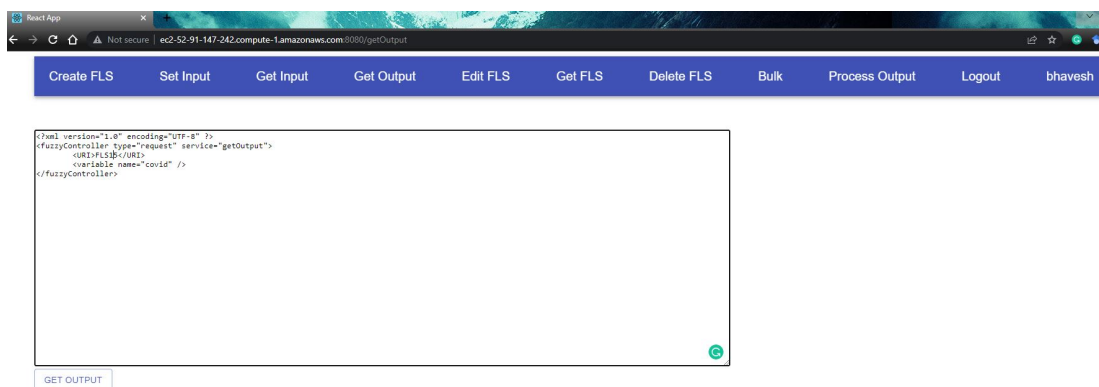 React App
Not secure | ec2-52-91-147-242.compute-1.amazonaws.com:8080/getOutput
Create FLS Set Input Get Input Get Output Edit FLS Get FLS Delete FLS Bulk Process Output Logout bhavesh
<?xml version="1.0" encoding="UTF-8" ?>
<fuzzyController type="request" service="getOutput">
<URI>FLS15</URI>
<variable name="covid" />
</fuzzyController>
GET OUTPUT